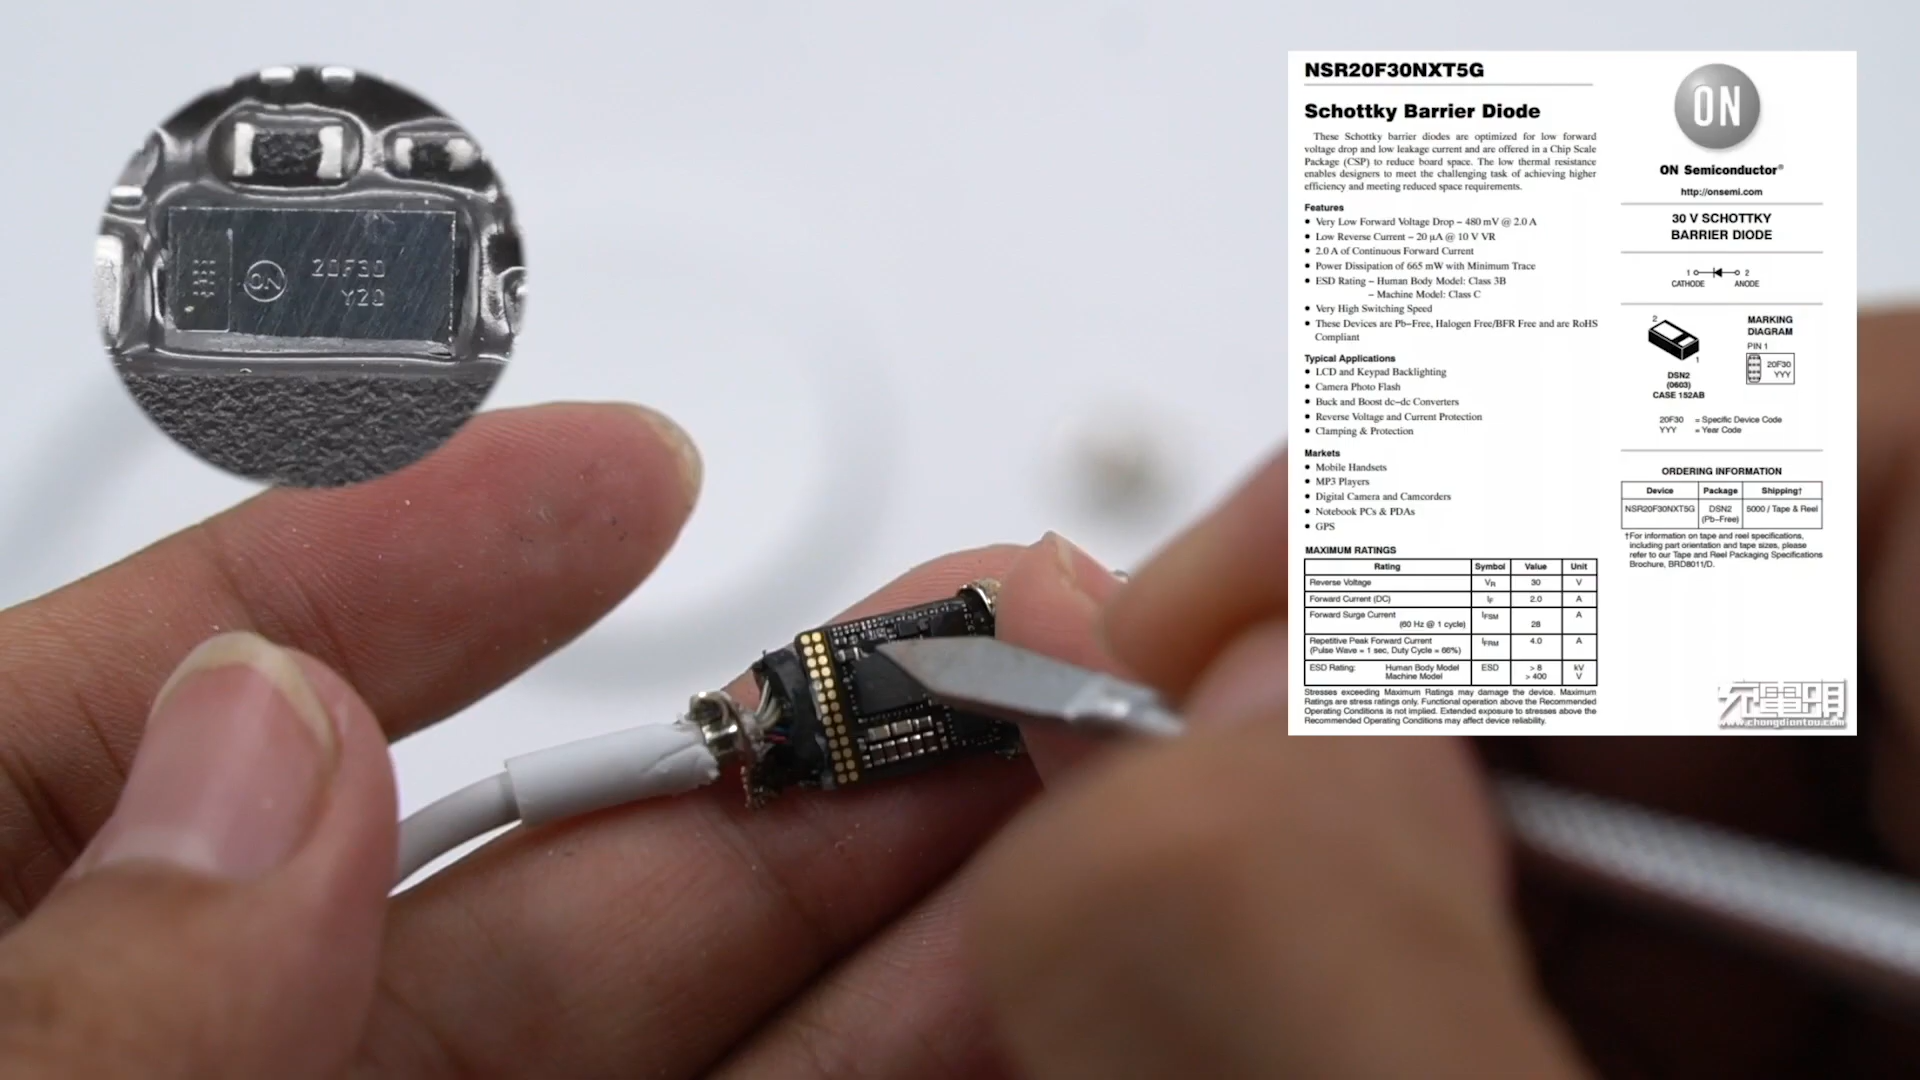 ON
20F30
Y20
NSR20F30NXT5G
Schottky Barrier Diode
These Schottky barrier diodes are optimized for low forward
voltage drop and low leakage current and are offered in a Chip Scale
Package (CSP) to reduce board space. The low thermal resistance
enables designers to meet the challenging task of achieving higher
efficiency and meeting reduced space requirements.
Features
• Very Low Forward Voltage Drop − 480 mV @ 2.0 A
• Low Reverse Current − 20 μA @ 10 V VR
• 2.0 A of Continuous Forward Current
• Power Dissipation of 665 mW with Minimum Trace
• ESD Rating − Human Body Model: Class 3B
− Machine Model: Class C
• Very High Switching Speed
• These Devices are Pb−Free, Halogen Free/BFR Free and are RoHS
Compliant
Typical Applications
• LCD and Keypad Backlighting
• Camera Photo Flash
• Buck and Boost dc−dc Converters
• Reverse Voltage and Current Protection
• Clamping & Protection
Markets
• Mobile Handsets
• MP3 Players
• Digital Camera and Camcorders
• Notebook PCs & PDAs
• GPS
MAXIMUM RATINGS
Rating Symbol Value Unit
Reverse Voltage VR 30 V
Forward Current (DC) IF 2.0 A
Forward Surge Current IFSM A
(60 Hz @ 1 cycle) 28
Repetitive Peak Forward Current IFRM 4.0 A
(Pulse Wave = 1 sec, Duty Cycle = 66%)
ESD Rating: Human Body Model ESD > 8 kV
Machine Model > 400 V
Stresses exceeding Maximum Ratings may damage the device. Maximum
Ratings are stress ratings only. Functional operation above the Recommended
Operating Conditions is not implied. Extended exposure to stresses above the
Recommended Operating Conditions may affect device reliability.
ON
ON Semiconductor®
http://onsemi.com
30 V SCHOTTKY
BARRIER DIODE
1 2
CATHODE ANODE
2
1
DSN2
(0603)
CASE 152AB
MARKING
DIAGRAM
PIN 1
20F30
YYY
20F30 = Specific Device Code
YYY = Year Code
ORDERING INFORMATION
Device Package Shipping†
NSR20F30NXT5G DSN2 5000 / Tape & Reel
(Pb−Free)
†For information on tape and reel specifications,
including part orientation and tape sizes, please
refer to our Tape and Reel Packaging Specifications
Brochure, BRD8011/D.
充電頭
www.chongdiantou.com